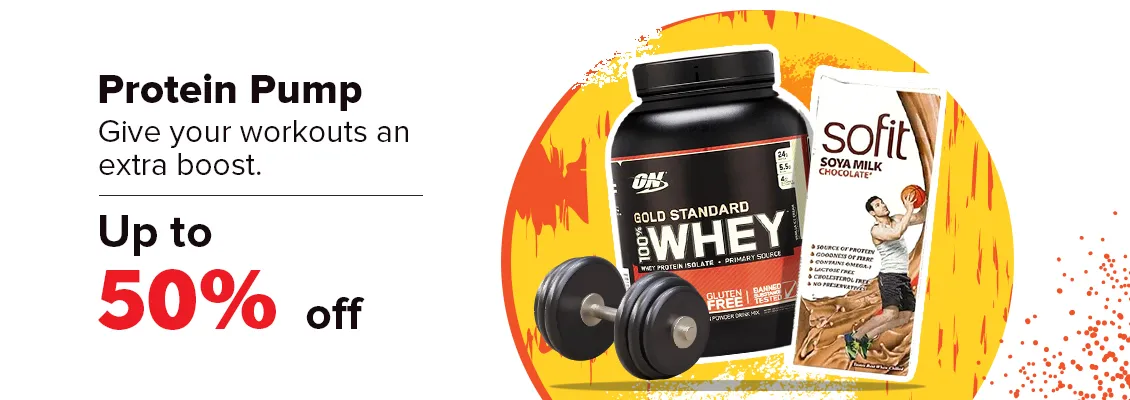 Protein Pump
Give your workouts an
extra boost.
Up to
50% off
ON
GOLD STANDARD
100% WHEY
WHEY PROTEIN ISOLATE • PRIMARY SOURCE
GLUTEN
FREE
BANNED
SUBSTANCE
TESTED
POWDER DRINK MIX
24
5.5
4
sofit
SOYA MILK
CHOCOLATE
SOURCE OF PROTEIN
GOODNESS OF FIBRE
CONTAINS OMEGA-3
LACTOSE FREE
CHOLESTEROL FREE
NO PRESERVATIVES